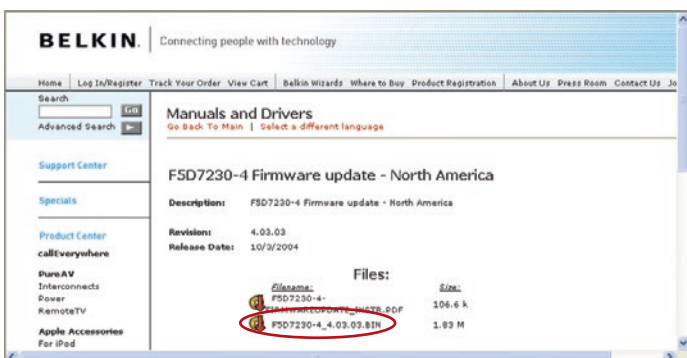 BELKIN. Connecting people with technology
Home Log In/Register Track Your Order View Cart Belkin Wizards Where to Buy Product Registration About Us Press Room Contact Us Jo
Search
Go
Advanced Search
Support Center
Specials
Product Center
callEverywhere
PureAV
Interconnects
Power
RemoteTV
Apple Accessories
For iPod
Manuals and Drivers
Go Back To Main | Select a different language
F5D7230-4 Firmware update - North America
Description: F5D7230-4 Firmware update - North America
Revision: 4.03.03
Release Date: 10/3/2004
Files:
Filename: Size:
F5D7230-4-
FIRMWAREUPDATE_INSTR.PDF 106.6 k
F5D7230-4_4.03.03.BIN 1.83 M